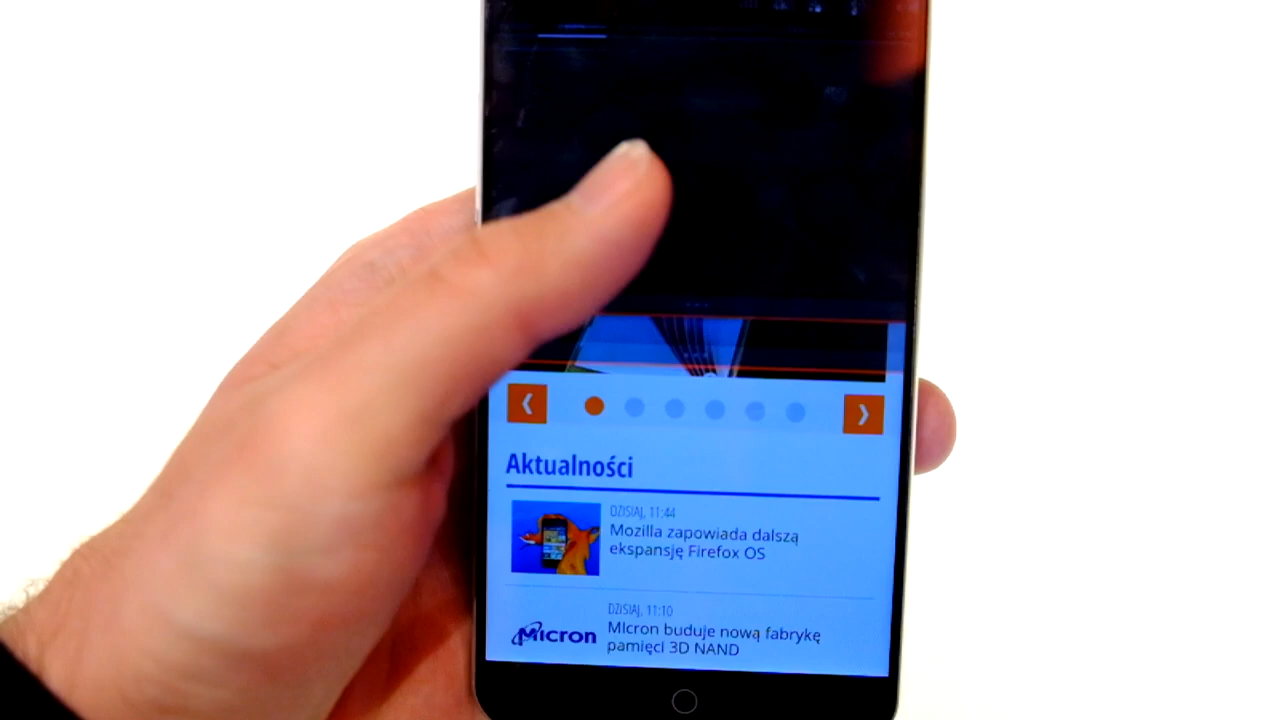 Aktualności
DZISIAJ, 11:44
Mozilla zapowiada dalszą
ekspansję Firefox OS
DZISIAJ, 11:10
Micron
MIcron buduje nową fabrykę
pamięci 3D NAND